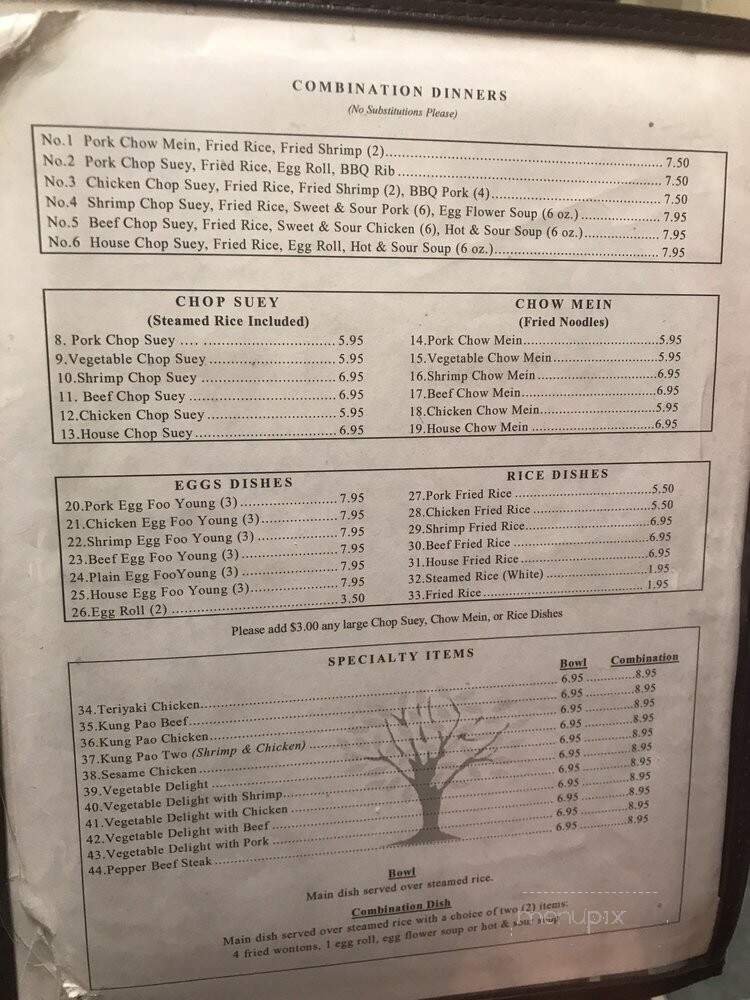 COMBINATION DINNERS
(No Substitutions Please)
No.1 Pork Chow Mein, Fried Rice, Fried Shrimp (2)..........7.50
No.2 Pork Chop Suey, Fried Rice, Egg Roll, BBQ Rib..........7.50
No.3 Chicken Chop Suey, Fried Rice, Fried Shrimp (2), BBQ Pork (4)..........7.50
No.4 Shrimp Chop Suey, Fried Rice, Sweet & Sour Pork (6), Egg Flower Soup (6 oz.)..........7.95
No.5 Beef Chop Suey, Fried Rice, Sweet & Sour Chicken (6), Hot & Sour Soup (6 oz.)..........7.95
No.6 House Chop Suey, Fried Rice, Egg Roll, Hot & Sour Soup (6 oz.)..........7.95
CHOP SUEY
(Steamed Rice Included)
8. Pork Chop Suey .... ..........5.95
9.Vegetable Chop Suey ..........5.95
10.Shrimp Chop Suey ..........6.95
11. Beef Chop Suey ..........6.95
12.Chicken Chop Suey ..........5.95
13.House Chop Suey..........6.95
CHOW MEIN
(Fried Noodles)
14.Pork Chow Mein..........5.95
15.Vegetable Chow Mein..........5.95
16.Shrimp Chow Mein..........6.95
17.Beef Chow Mein..........6.95
18.Chicken Chow Mein..........5.95
19.House Chow Mein ..........6.95
EGGS DISHES
20.Pork Egg Foo Young (3)..........7.95
21.Chicken Egg Foo Young (3)..........7.95
22.Shrimp Egg Foo Young (3) ..........7.95
23.Beef Egg Foo Young (3)..........7.95
24.Plain Egg FooYoung (3) ..........7.95
25.House Egg Foo Young (3)..........7.95
26.Egg Roll (2) ..........3.50
RICE DISHES
27.Pork Fried Rice ..........5.50
28.Chicken Fried Rice ..........5.50
29.Shrimp Fried Rice..........6.95
30.Beef Fried Rice ..........6.95
31.House Fried Rice..........6.95
32.Steamed Rice (White) ..........1.95
33.Fried Rice.......... 1.95
Please add $3.00 any large Chop Suey, Chow Mein, or Rice Dishes
SPECIALTY ITEMS
Bowl Combination
34.Teriyaki Chicken.......... 6.95 ..........8.95
35.Kung Pao Beef.......... 6.95 ..........8.95
36.Kung Pao Chicken.......... 6.95 ..........8.95
37.Kung Pao Two (Shrimp & Chicken) .......... 6.95 ..........8.95
38.Sesame Chicken .......... 6.95 ..........8.95
39.Vegetable Delight .......... 6.95 ..........8.95
40.Vegetable Delight with Shrimp.......... 6.95 ..........8.95
41.Vegetable Delight with Chicken .......... 6.95 ..........8.95
42.Vegetable Delight with Beef .......... 6.95 ..........8.95
43.Vegetable Delight with Pork .......... 6.95 ..........8.95
44.Pepper Beef Steak .......... 6.95 ..........8.95
Bowl
Main dish served over steamed rice.
Combination Dish
Main dish served over steamed rice with a choice of two (2) items:
4 fried wontons, 1 egg roll, egg flower soup or hot & sour soup
menupix